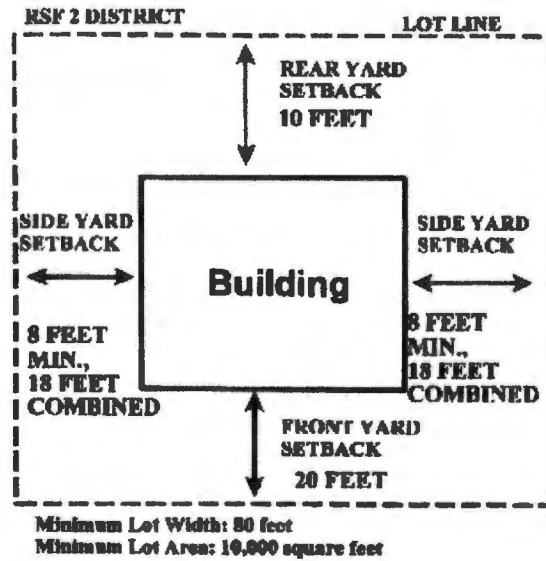 RSF 2 DISTRICT
LOT LINE
REAR YARD
SETBACK
10 FEET
SIDE YARD
SETBACK
SIDE YARD
SETBACK
Building
8 FEET
MIN.,
18 FEET
COMBINED
8 FEET
MIN.,
18 FEET
COMBINED
FRONT YARD
SETBACK
20 FEET
Minimum Lot Width: 80 feet
Minimum Lot Area: 10,000 square feet